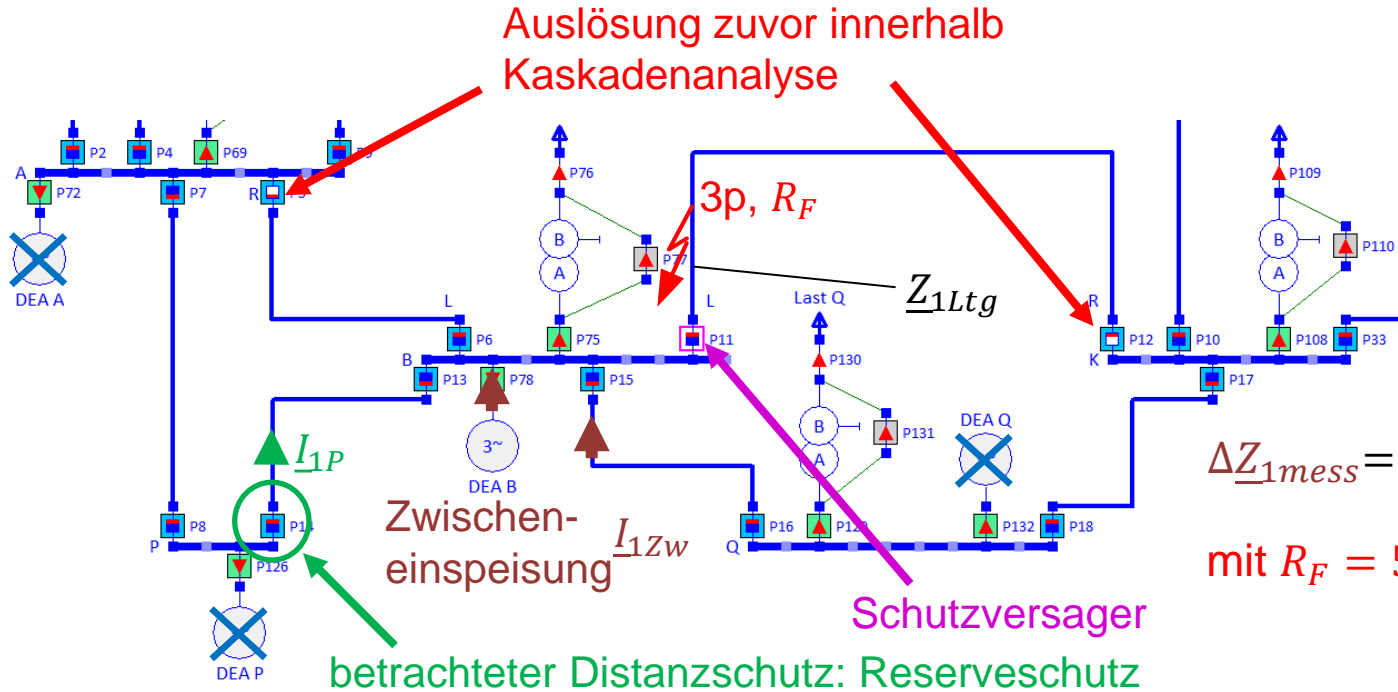 Auslösung zuvor innerhalb
Kaskadenanalyse
P2
P4
P69
P76
P109
A
P72
P7
R
3p, R_F
B
A
P110
B
A
DEA A
L
Z_1Ltg
Last Q
L
R
P6
P75
P11
P130
P12
P10
P108
P33
B
K
P13
P78
P15
P17
I_1P
3~
DEA B
B
A
P131
DEA Q
ΔZ_1mess=
P8
P14
Zwischen-
einspeisung I_1Zw
P16
P132
P18
P
Q
P126
mit R_F =
Schutzversager
DEA P
betrachteter Distanzschutz: Reserveschutz